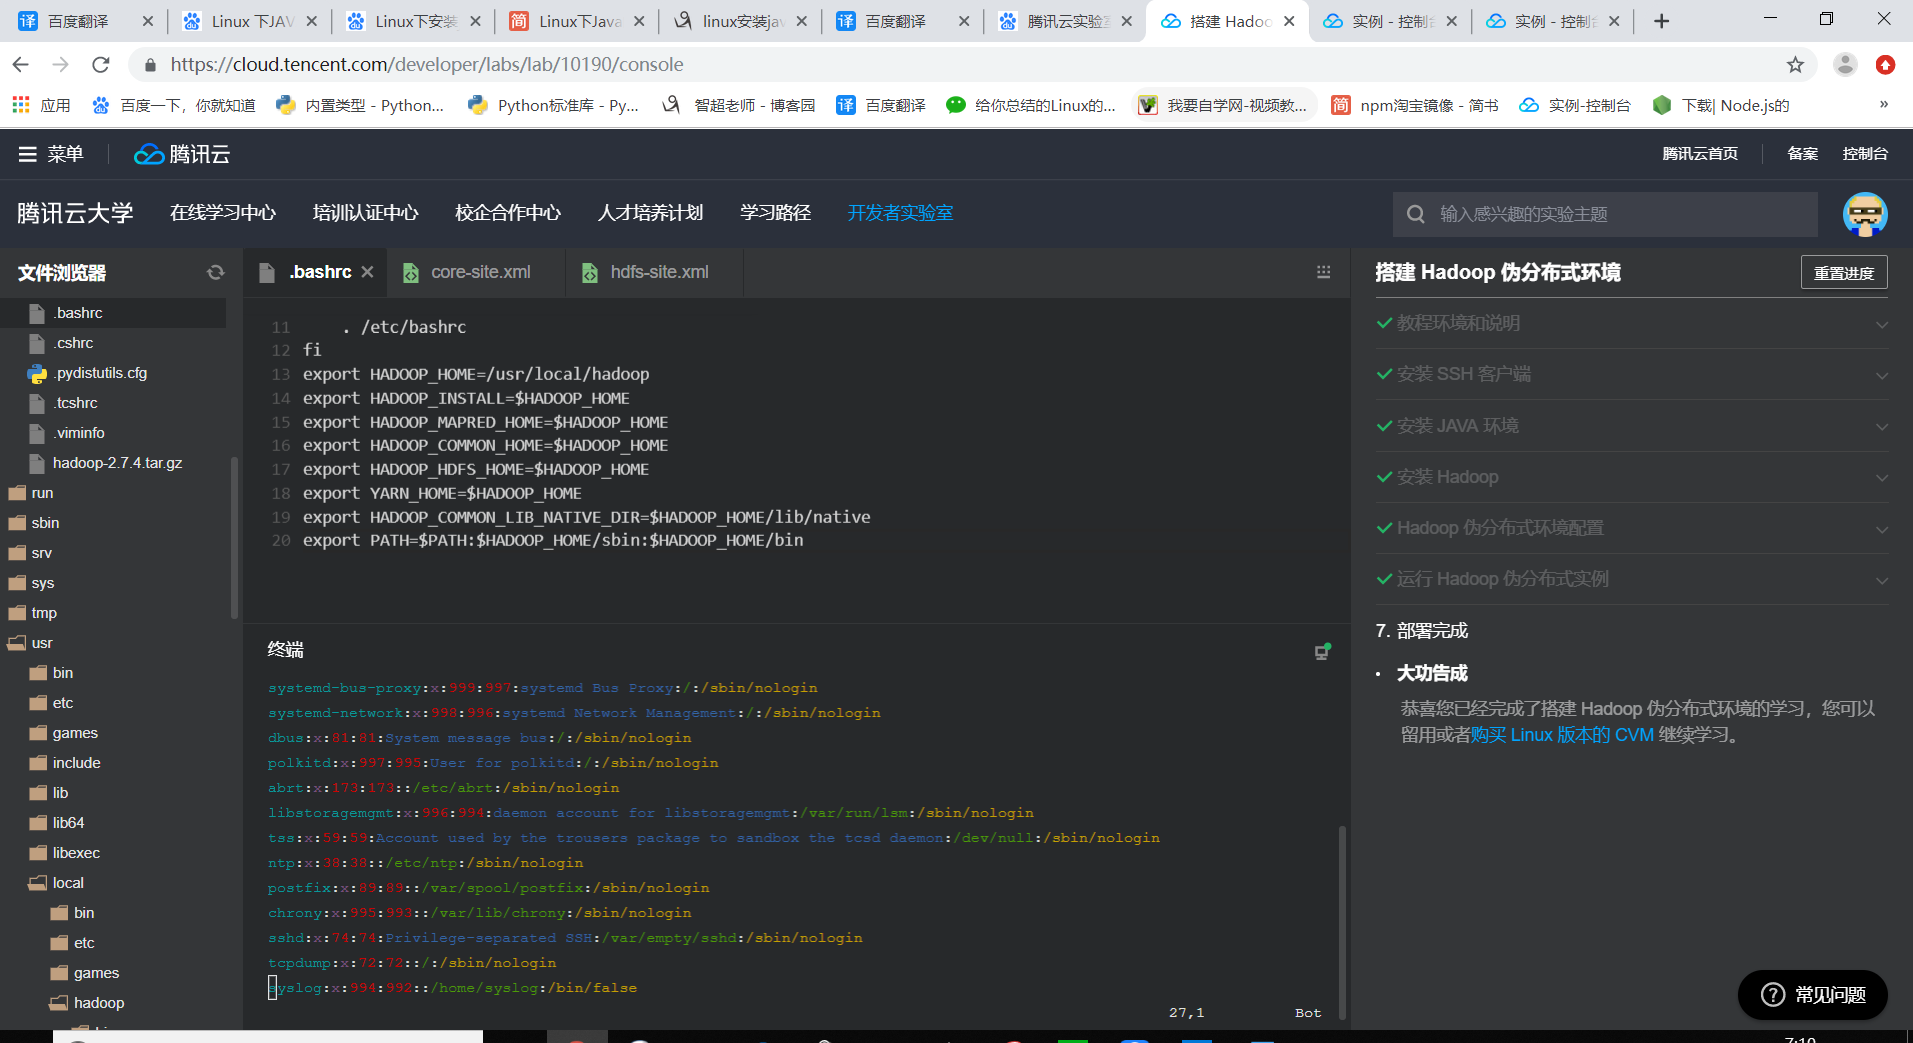 百度翻译
Linux 下JAV
Linux下安装
Linux下Java
linux安装jav
百度翻译
腾讯云实验室
搭建 Hadoo
实例 - 控制台
实例 - 控制台
https://cloud.tencent.com/developer/labs/lab/10190/console
应用
百度一下，你就知道
内置类型 - Python...
Python标准库 - Py...
智超老师 - 博客园
百度翻译
给你总结的Linux的...
我要自学网-视频教...
npm淘宝镜像 - 简书
实例-控制台
下载| Node.js的
»
菜单
腾讯云
腾讯云首页
备案
控制台
腾讯云大学
在线学习中心
培训认证中心
校企合作中心
人才培养计划
学习路径
开发者实验室
输入感兴趣的实验主题
文件浏览器
.bashrc
.cshrc
.pydistutils.cfg
.tcshrc
.viminfo
hadoop-2.7.4.tar.gz
run
sbin
srv
sys
tmp
usr
bin
etc
games
include
lib
lib64
libexec
local
bin
etc
games
hadoop
.bashrc
core-site.xml
hdfs-site.xml
11 . /etc/bashrc
12 fi
13 export HADOOP_HOME=/usr/local/hadoop
14 export HADOOP_INSTALL=$HADOOP_HOME
15 export HADOOP_MAPRED_HOME=$HADOOP_HOME
16 export HADOOP_COMMON_HOME=$HADOOP_HOME
17 export HADOOP_HDFS_HOME=$HADOOP_HOME
18 export YARN_HOME=$HADOOP_HOME
19 export HADOOP_COMMON_LIB_NATIVE_DIR=$HADOOP_HOME/lib/native
20 export PATH=$PATH:$HADOOP_HOME/sbin:$HADOOP_HOME/bin
终端
systemd-bus-proxy:x:999:997:systemd Bus Proxy:/:/sbin/nologin
systemd-network:x:998:996:systemd Network Management:/:/sbin/nologin
dbus:x:81:81:System message bus:/:/sbin/nologin
polkitd:x:997:995:User for polkitd:/:/sbin/nologin
abrt:x:173:173::/etc/abrt:/sbin/nologin
libstoragemgmt:x:996:994:daemon account for libstoragemgmt:/var/run/lsm:/sbin/nologin
tss:x:59:59:Account used by the trousers package to sandbox the tcsd daemon:/dev/null:/sbin/nologin
ntp:x:38:38::/etc/ntp:/sbin/nologin
postfix:x:89:89::/var/spool/postfix:/sbin/nologin
chrony:x:995:993::/var/lib/chrony:/sbin/nologin
sshd:x:74:74:Privilege-separated SSH:/var/empty/sshd:/sbin/nologin
tcpdump:x:72:72::/:/sbin/nologin
syslog:x:994:992::/home/syslog:/bin/false
27,1 Bot
搭建 Hadoop 伪分布式环境
重置进度
教程环境和说明
安装 SSH 客户端
安装 JAVA 环境
安装 Hadoop
Hadoop 伪分布式环境配置
运行 Hadoop 伪分布式实例
7. 部署完成
• 大功告成
恭喜您已经完成了搭建 Hadoop 伪分布式环境的学习，您可以
留用或者购买 Linux 版本的 CVM 继续学习。
常见问题